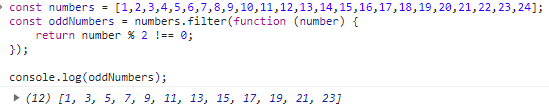 const numbers = [1,2,3,4,5,6,7,8,9,10,11,12,13,14,15,16,17,18,19,20,21,22,23,24];
const oddNumbers = numbers.filter(function (number) {
    return number % 2 !== 0;
});
console.log(oddNumbers);
(12) [1, 3, 5, 7, 9, 11, 13, 15, 17, 19, 21, 23]